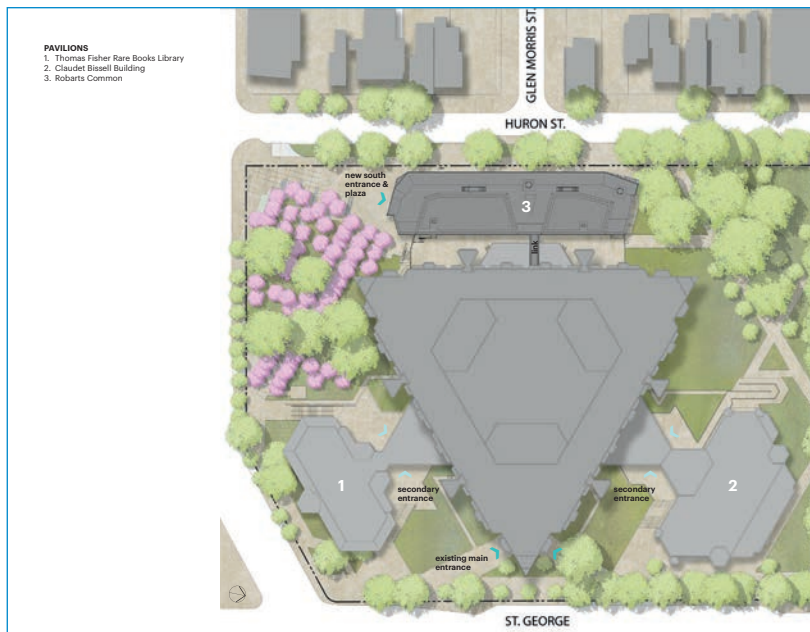 PAVILIONS
1. Thomas Fisher Rare Books Library
2. Claudet Bissell Building
3. Robarts Common
GLEN MORRIS ST.
HURON ST.
new south
entrance &
plaza
3
link
1
2
secondary
entrance
secondary
entrance
existing main
entrance
ST. GEORGE